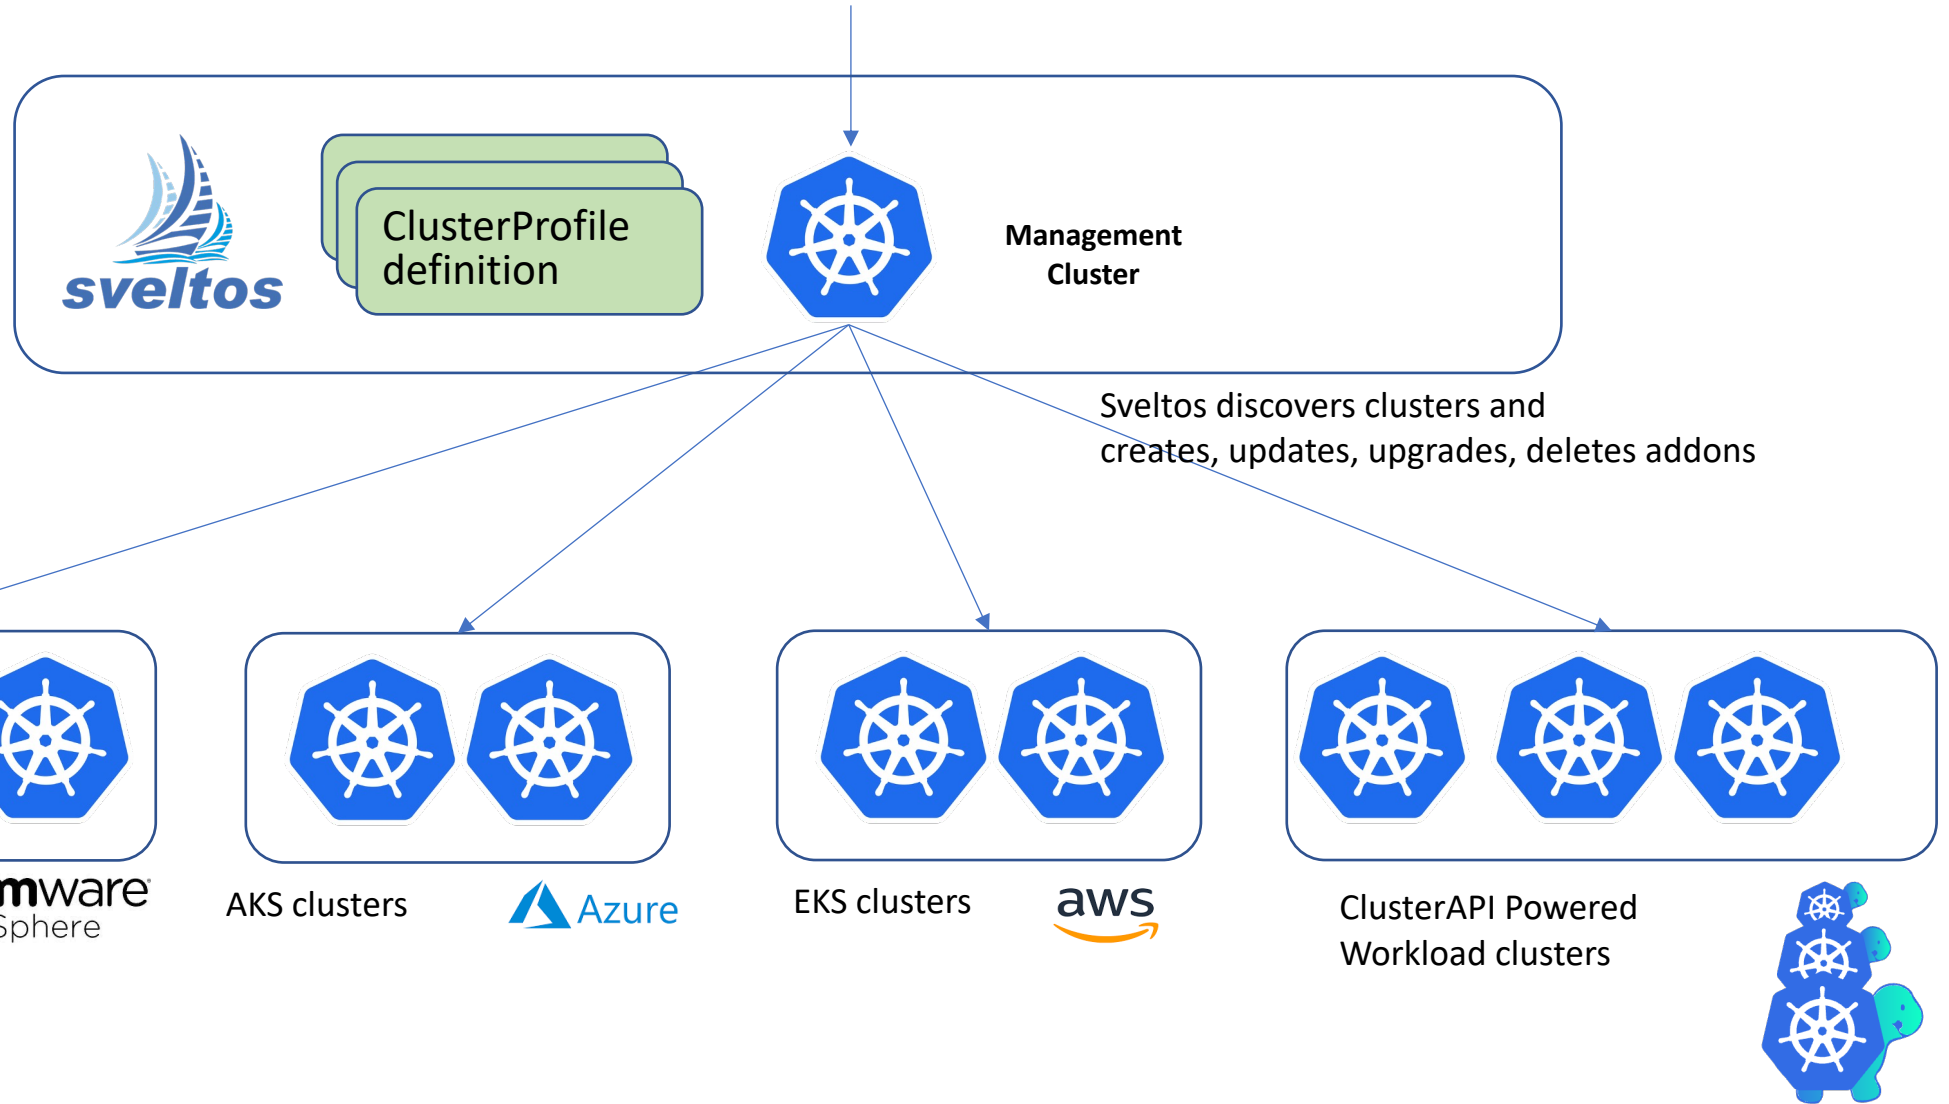 sveltos
ClusterProfile
definition
Management
Cluster
Sveltos discovers clusters and
creates, updates, upgrades, deletes addons
mware
Sphere
AKS clusters
Azure
EKS clusters
aws
ClusterAPI Powered
Workload clusters